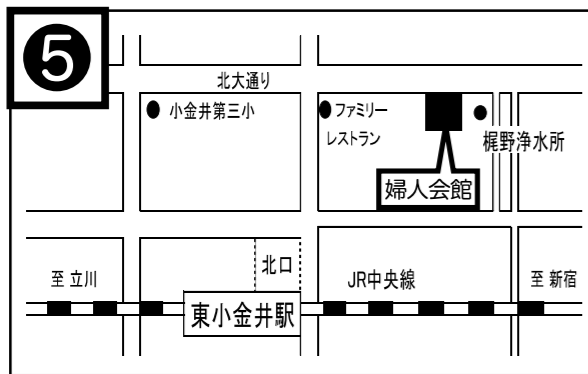 5
北大通り
小金井第三小
ファミリー
レストラン
梶野浄水所
婦人会館
北口
至 立川
JR中央線
至 新宿
東小金井駅